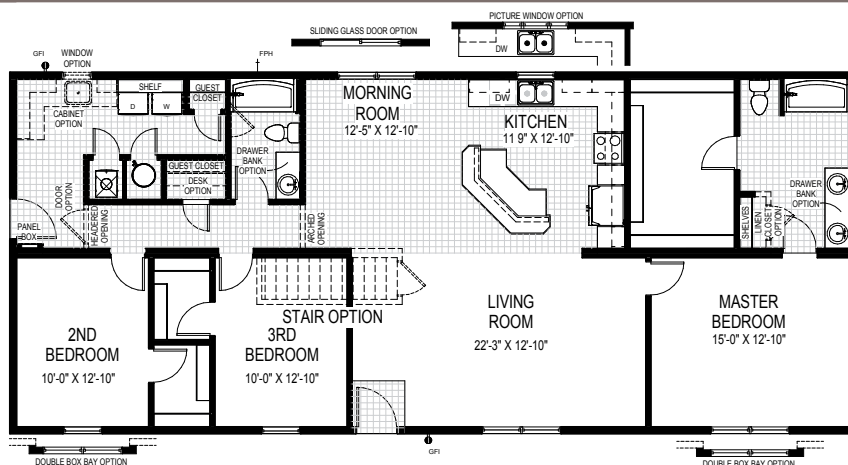 SLIDING GLASS DOOR OPTION
PICTURE WINDOW OPTION
DW
GFI
WINDOW
OPTION
FPH
SHELF
GUEST
CLOSET
D
W
CABINET
OPTION
MORNING
ROOM
12'-5" X 12'-10"
DW
KITCHEN
11 9" X 12'-10"
DRAWER
BANK
OPTION
GUEST CLOSET
DESK
OPTION
DOOR
OPTION
PANEL
BOX
HEADERED
OPENING
ARCHED
OPENING
DRAWER
BANK
OPTION
SHELVES
LINEN
CLOSET
OPTION
2ND
BEDROOM
10'-0" X 12'-10"
STAIR OPTION
3RD
BEDROOM
10'-0" X 12'-10"
LIVING
ROOM
22'-3" X 12'-10"
MASTER
BEDROOM
15'-0" X 12'-10"
DOUBLE BOX BAY OPTION
GFI
DOUBLE BOX BAY OPTION